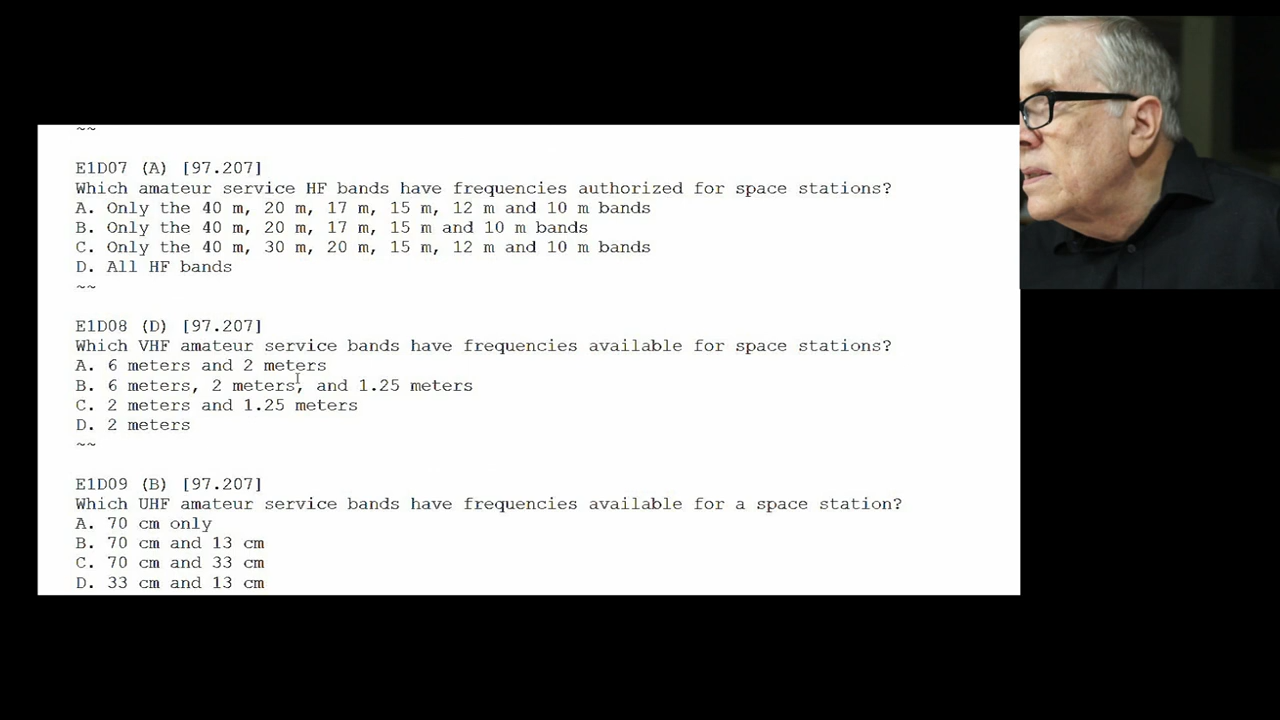 ~~
E1D07 (A) [97.207]
Which amateur service HF bands have frequencies authorized for space stations?
A. Only the 40 m, 20 m, 17 m, 15 m, 12 m and 10 m bands
B. Only the 40 m, 20 m, 17 m, 15 m and 10 m bands
C. Only the 40 m, 30 m, 20 m, 15 m, 12 m and 10 m bands
D. All HF bands
~~
E1D08 (D) [97.207]
Which VHF amateur service bands have frequencies available for space stations?
A. 6 meters and 2 meters
B. 6 meters, 2 meters, and 1.25 meters
C. 2 meters and 1.25 meters
D. 2 meters
~~
E1D09 (B) [97.207]
Which UHF amateur service bands have frequencies available for a space station?
A. 70 cm only
B. 70 cm and 13 cm
C. 70 cm and 33 cm
D. 33 cm and 13 cm